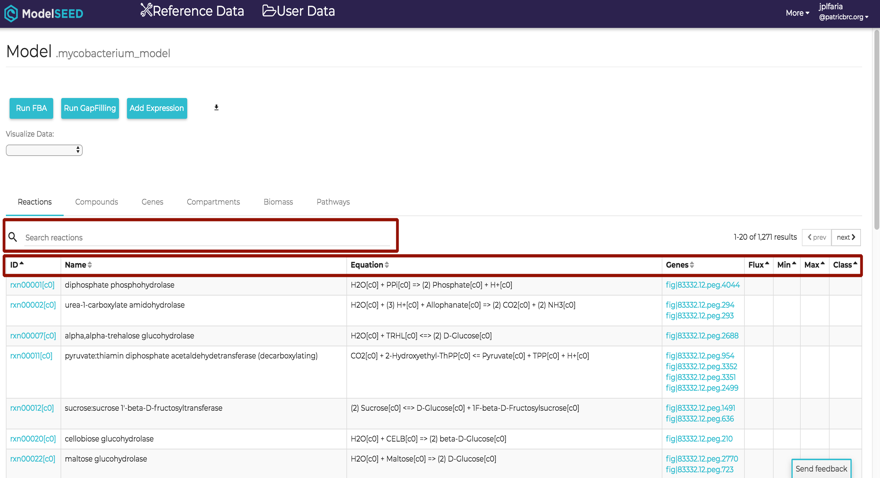 ModelSEED
Reference Data
User Data
More
jplfaria
@patricbrc.org
Model .mycobacterium_model
Run FBA
Run GapFilling
Add Expression
Visualize Data:
Reactions
Compounds
Genes
Compartments
Biomass
Pathways
Search reactions
1-20 of 1,271 results
prev
next
ID Name Equation Genes Flux Min Max Class
rxn00001[c0] diphosphate phosphohydrolase H2O[c0] + PPi[c0] => (2) Phosphate[c0] + H+[c0] fig|83332.12.peg.4044
rxn00002[c0] urea-1-carboxylate amidohydrolase H2O[c0] + (3) H+[c0] + Allophanate[c0] => (2) CO2[c0] + (2) NH3[c0] fig|83332.12.peg.294
fig|83332.12.peg.293
rxn00007[c0] alpha,alpha-trehalose glucohydrolase H2O[c0] + TRHL[c0] <=> (2) D-Glucose[c0] fig|83332.12.peg.2688
rxn00011[c0] pyruvate:thiamin diphosphate acetaldehydetransferase (decarboxylating) CO2[c0] + 2-Hydroxyethyl-ThPP[c0] <= Pyruvate[c0] + TPP[c0] + H+[c0] fig|83332.12.peg.954
fig|83332.12.peg.3352
fig|83332.12.peg.3351
fig|83332.12.peg.2499
rxn00012[c0] sucrose:sucrose 1'-beta-D-fructosyltransferase (2) Sucrose[c0] <=> D-Glucose[c0] + 1F-beta-D-Fructosylsucrose[c0] fig|83332.12.peg.1491
fig|83332.12.peg.636
rxn00020[c0] cellobiose glucohydrolase H2O[c0] + CELB[c0] => (2) beta-D-Glucose[c0] fig|83332.12.peg.210
rxn00022[c0] maltose glucohydrolase H2O[c0] + Maltose[c0] => (2) D-Glucose[c0] fig|83332.12.peg.2770
fig|83332.12.peg.723
Send feedback